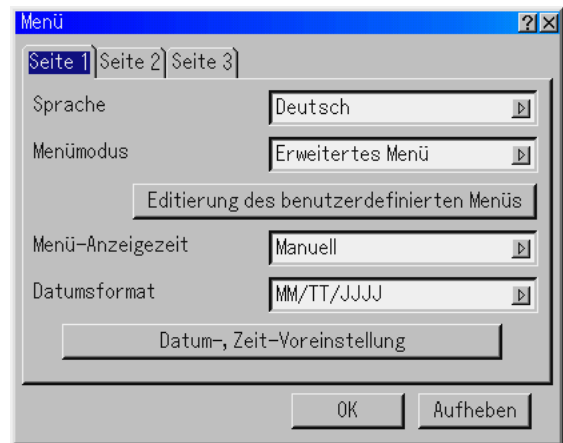 Menü
Seite 1 Seite 2 Seite 3
Sprache Deutsch
Menümodus Erweitertes Menü
Editierung des benutzerdefinierten Menüs
Menü-Anzeigezeit Manuell
Datumsformat MM/TT/JJJJ
Datum-, Zeit-Voreinstellung
OK Aufheben